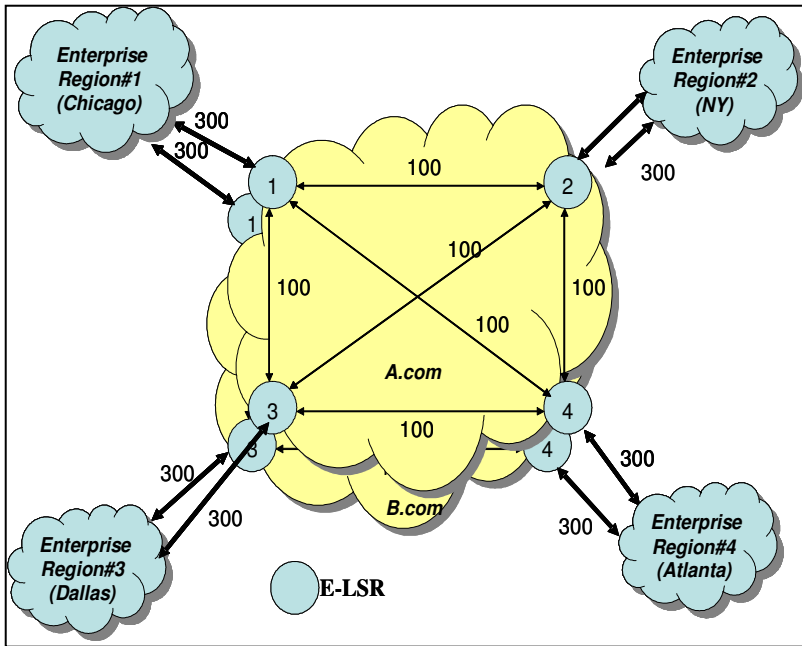 Enterprise
Region#1
(Chicago)
Enterprise
Region#2
(NY)
300
300
300
1
100
2
1
100
100
100
100
A.com
3
4
100
3
4
300
300
300
300
B.com
Enterprise
Region#3
(Dallas)
Enterprise
Region#4
(Atlanta)
E-LSR